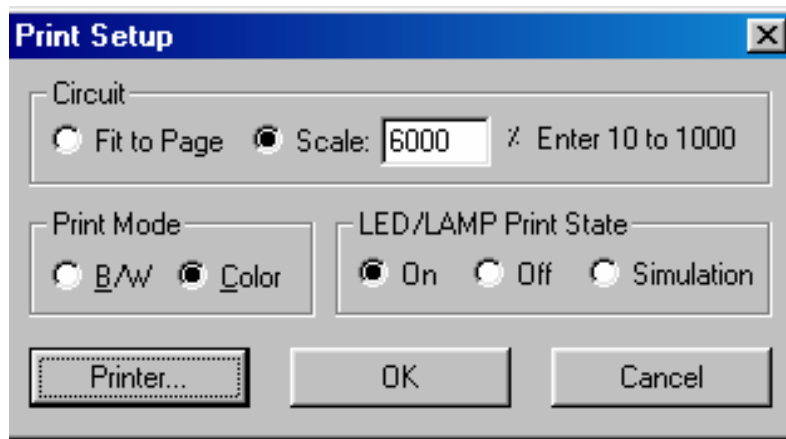 Print Setup
Circuit
Fit to Page Scale: 6000 % Enter 10 to 1000
Print Mode LED/LAMP Print State
B/W Color On Off Simulation
Printer... OK Cancel